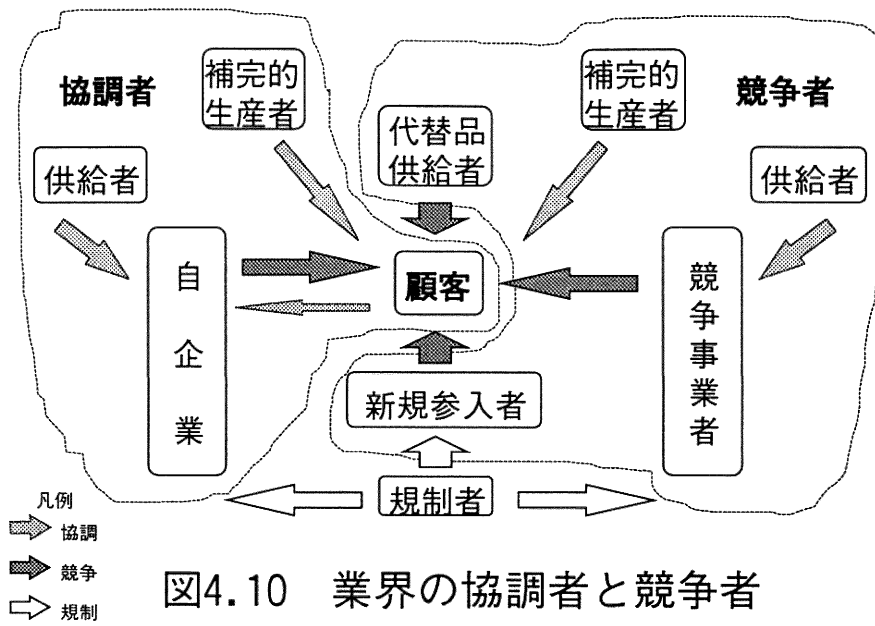 協調者
補完的
生産者
供給者
代替品
供給者
補完的
生産者
競争者
供給者
自企業
顧客
競争事業者
新規参入者
規制者
凡例
協調
競争
規制
図4.10 業界の協調者と競争者